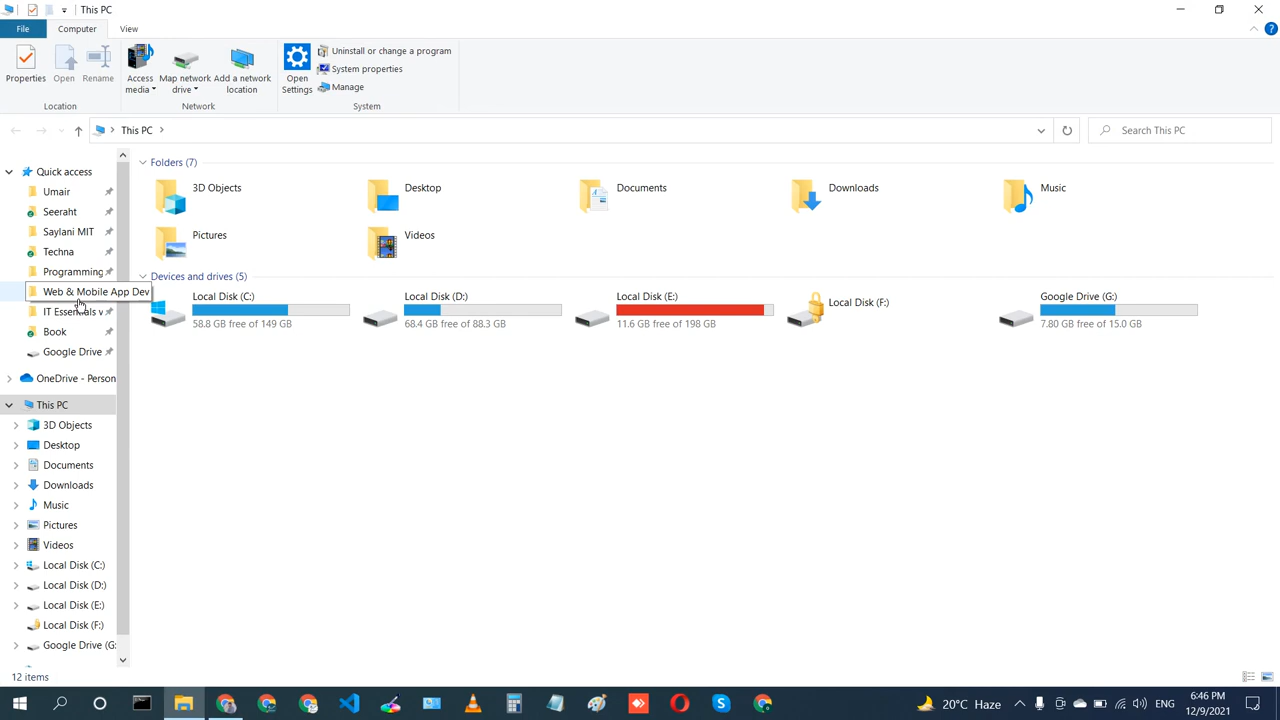 This PC
File
Computer
View
Properties
Open
Rename
Access media
Map network drive
Add a network location
Open Settings
Uninstall or change a program
System properties
Manage
Location
Network
System
This PC
Search This PC
Quick access
Umair
Seeraht
Saylani MIT
Techna
Programming
Web & Mobile App Dev
IT Essentials v
Book
Google Drive
OneDrive - Person
This PC
3D Objects
Desktop
Documents
Downloads
Music
Pictures
Videos
Local Disk (C:)
Local Disk (D:)
Local Disk (E:)
Local Disk (F:)
Google Drive (G:
Folders (7)
3D Objects
Desktop
Documents
Downloads
Music
Pictures
Videos
Devices and drives (5)
Local Disk (C:)
58.8 GB free of 149 GB
Local Disk (D:)
68.4 GB free of 88.3 GB
Local Disk (E:)
11.6 GB free of 198 GB
Local Disk (F:)
Google Drive (G:)
7.80 GB free of 15.0 GB
12 items
20°C Haze
ENG
6:46 PM
12/9/2021